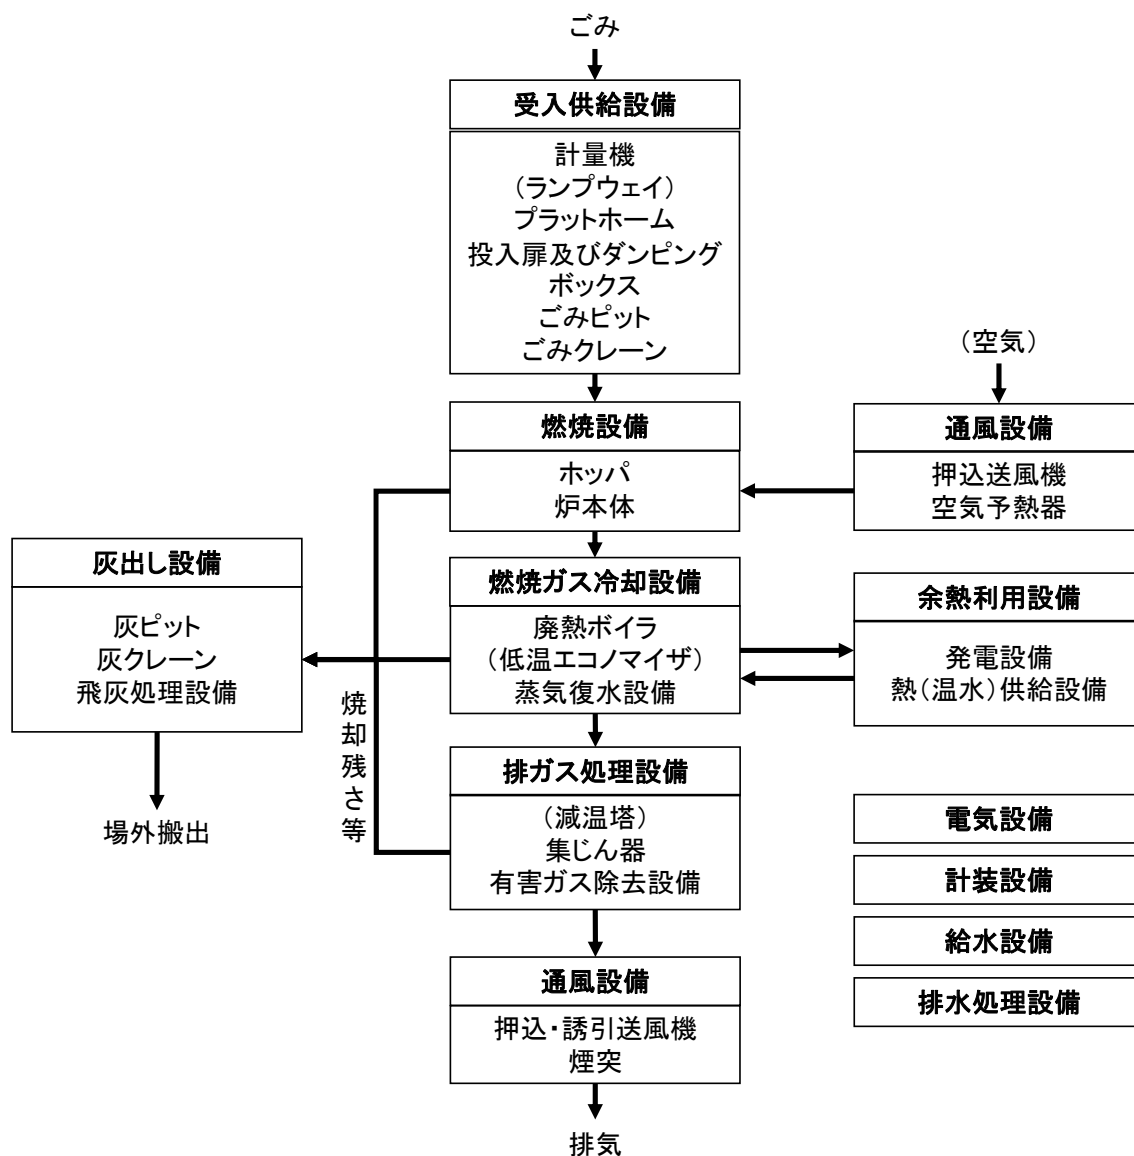 ごみ
受入供給設備
計量機
（ランプウェイ）
プラットホーム
投入扉及びダンピング
ボックス
ごみピット
ごみクレーン
（空気）
通風設備
押込送風機
空気予熱器
燃焼設備
ホッパ
炉本体
灰出し設備
灰ピット
灰クレーン
飛灰処理設備
場外搬出
焼却残さ等
燃焼ガス冷却設備
廃熱ボイラ
（低温エコノマイザ）
蒸気復水設備
余熱利用設備
発電設備
熱（温水）供給設備
排ガス処理設備
（減温塔）
集じん器
有害ガス除去設備
電気設備
計装設備
給水設備
排水処理設備
通風設備
押込・誘引送風機
煙突
排気